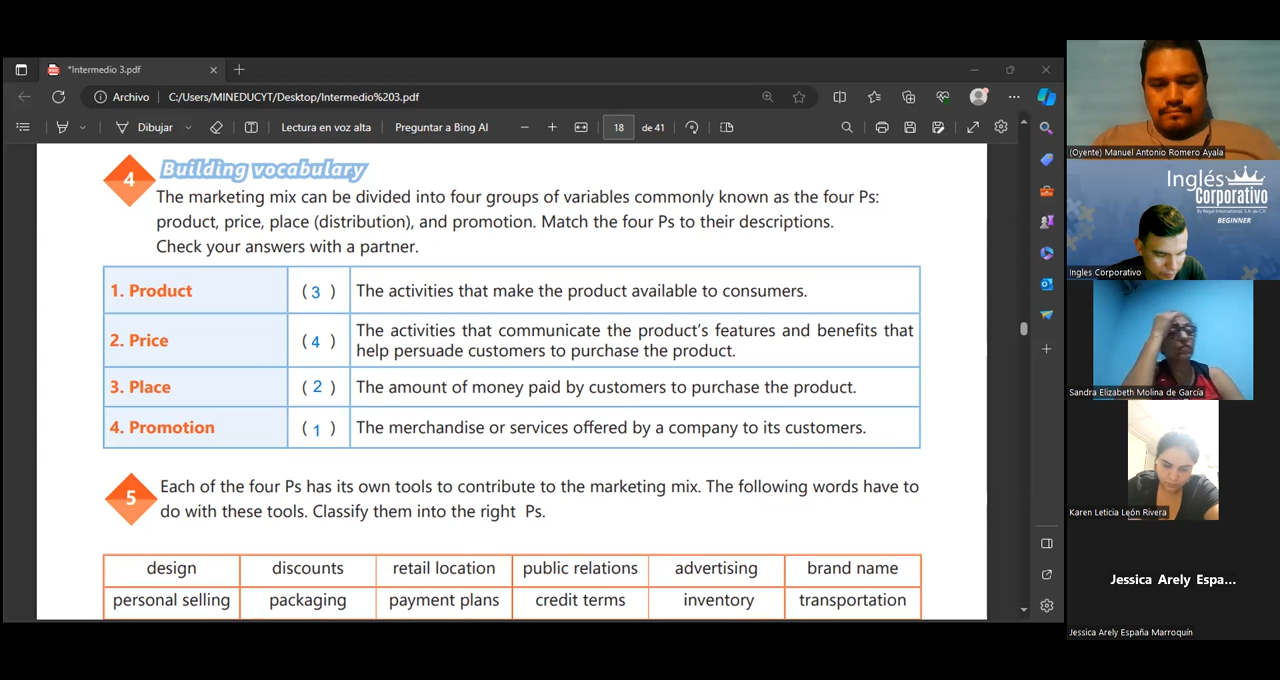 *Intermedio 3.pdf
Archivo
C:/Users/MINEDUCYT/Desktop/Intermedio%203.pdf
Dibujar
Lectura en voz alta
Preguntar a Bing AI
18
de 41
4
Building vocabulary
The marketing mix can be divided into four groups of variables commonly known as the four Ps:
product, price, place (distribution), and promotion. Match the four Ps to their descriptions.
Check your answers with a partner.
1. Product ( 3 ) The activities that make the product available to consumers.
2. Price ( 4 ) The activities that communicate the product's features and benefits that
help persuade customers to purchase the product.
3. Place ( 2 ) The amount of money paid by customers to purchase the product.
4. Promotion ( 1 ) The merchandise or services offered by a company to its customers.
5
Each of the four Ps has its own tools to contribute to the marketing mix. The following words have to
do with these tools. Classify them into the right Ps.
design discounts retail location public relations advertising brand name
personal selling packaging payment plans credit terms inventory transportation
(Oyente) Manuel Antonio Romero Ayala
Inglés
Corporativo
By Regal International, S.A. de C.V.
BEGINNER
Ingles Corporativo
Sandra Elizabeth Molina de García
Karen Leticia León Rivera
Jessica Arely Espa...
Jessica Arely España Marroquín